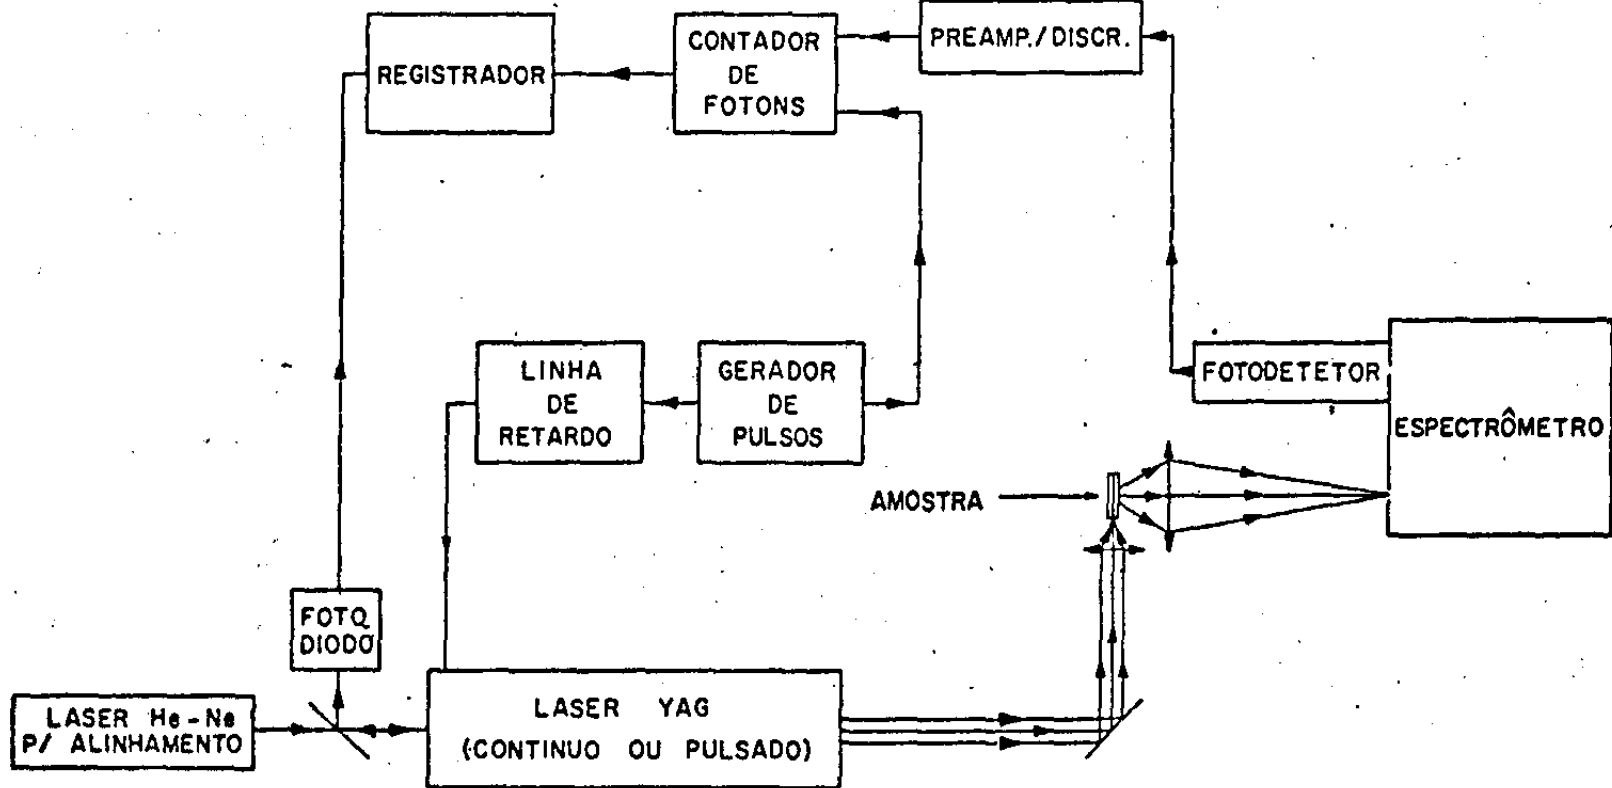 PREAMP./DISCR.
CONTADOR
DE
FOTONS
REGISTRADOR
LINHA
DE
RETARDO
GERADOR
DE
PULSOS
FOTODETETOR
ESPECTRÔMETRO
AMOSTRA
FOTO
DIODO
LASER He-Ne
P/ ALINHAMENTO
LASER YAG
(CONTINUO OU PULSADO)